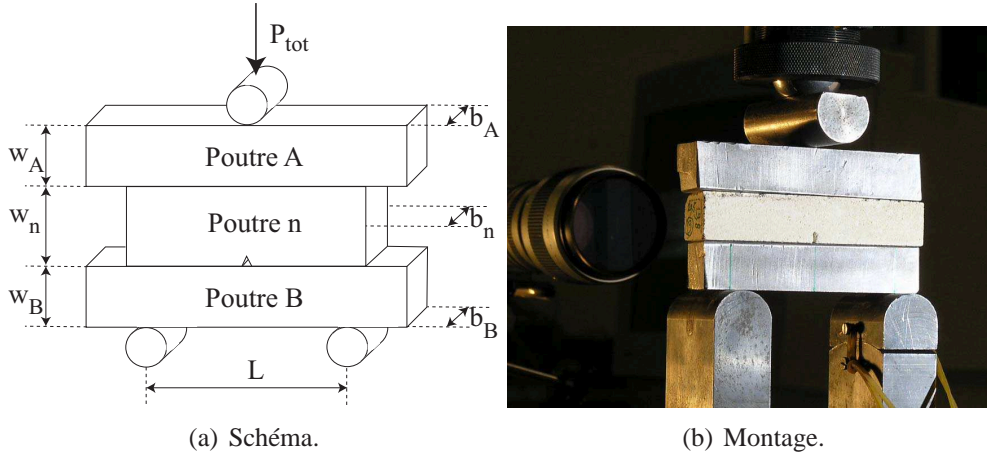 P_tot
b_A
w_A
Poutre A
w_n
Poutre n
b_n
w_B
Poutre B
b_B
L
(a) Schéma.
(b) Montage.